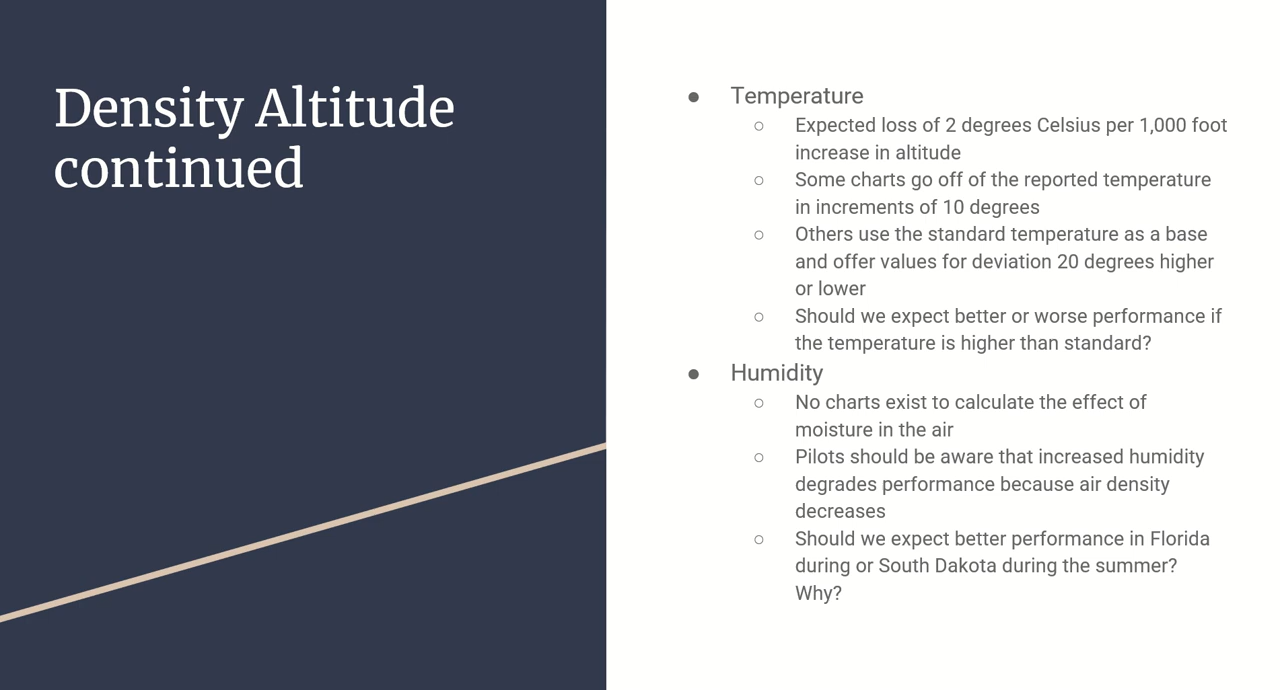 Density Altitude
continued
● Temperature
○ Expected loss of 2 degrees Celsius per 1,000 foot
increase in altitude
○ Some charts go off of the reported temperature
in increments of 10 degrees
○ Others use the standard temperature as a base
and offer values for deviation 20 degrees higher
or lower
○ Should we expect better or worse performance if
the temperature is higher than standard?
● Humidity
○ No charts exist to calculate the effect of
moisture in the air
○ Pilots should be aware that increased humidity
degrades performance because air density
decreases
○ Should we expect better performance in Florida
during or South Dakota during the summer?
Why?